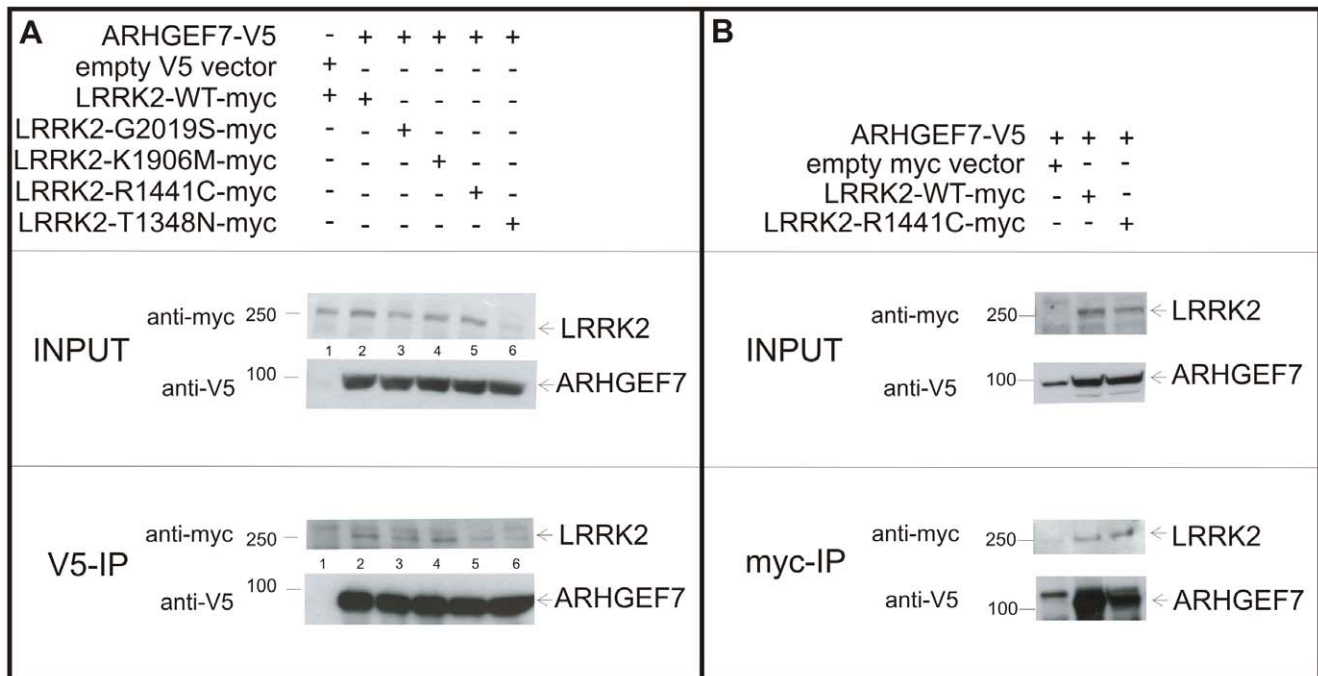 A
ARHGEF7-V5 - + + + + +
empty V5 vector + - - - - -
LRRK2-WT-myc + + - - - -
LRRK2-G2019S-myc - - + - - -
LRRK2-K1906M-myc - - - + - -
LRRK2-R1441C-myc - - - - + -
LRRK2-T1348N-myc - - - - - +
INPUT
anti-myc 250 LRRK2
1 2 3 4 5 6
anti-V5 100 ARHGEF7
V5-IP
anti-myc 250 LRRK2
1 2 3 4 5 6
anti-V5 100 ARHGEF7
B
ARHGEF7-V5 + + +
empty myc vector + - -
LRRK2-WT-myc - + -
LRRK2-R1441C-myc - - +
INPUT
anti-myc 250 LRRK2
anti-V5 100 ARHGEF7
myc-IP
anti-myc 250 LRRK2
anti-V5 100 ARHGEF7